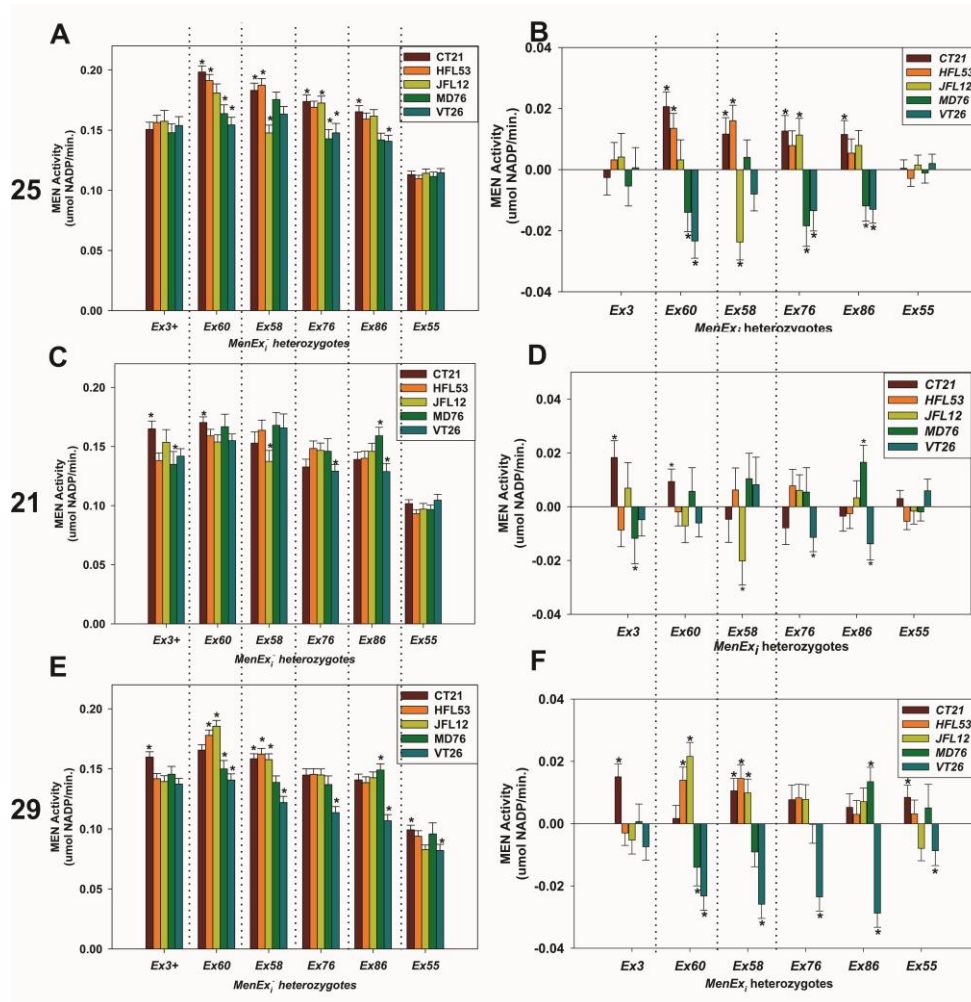 A
B
CT21
HFL53
JFL12
MD76
VT26
CT21
HFL53
JFL12
MD76
VT26
25
MEN Activity
(umol NADP/min.)
0.20
0.15
0.10
0.05
0.00
MEN Activity
(umol NADP/min.)
0.04
0.02
0.00
-0.02
-0.04
* * * * *
* * *
* * * *
* *
* * * *
* * *
* * * *
* * *
Ex3+ Ex60 Ex58 Ex76 Ex86 Ex55
MenExi- heterozygotes
Ex3 Ex60 Ex58 Ex76 Ex86 Ex55
MenExi heterozygotes
C
D
CT21
HFL53
JFL12
MD76
VT26
CT21
HFL53
JFL12
MD76
VT26
21
MEN Activity
(umol NADP/min.)
0.20
0.15
0.10
0.05
0.00
MEN Activity
(umol NADP/min.)
0.04
0.02
0.00
-0.02
-0.04
* * * * * * *
* * * * * * *
Ex3+ Ex60 Ex58 Ex76 Ex86 Ex55
MenExi- heterozygotes
Ex3 Ex60 Ex58 Ex76 Ex86 Ex55
MenExi heterozygotes
E
F
CT21
HFL53
JFL12
MD76
VT26
CT21
HFL53
JFL12
MD76
VT26
29
MEN Activity
(umol NADP/min.)
0.20
0.15
0.10
0.05
0.00
MEN Activity
(umol NADP/min.)
0.04
0.02
0.00
-0.02
-0.04
* * * * * * * * * * * * * *
* * * * * * * * * * * * * *
Ex3+ Ex60 Ex58 Ex76 Ex86 Ex55
MenExi- heterozygotes
Ex3 Ex60 Ex58 Ex76 Ex86 Ex55
MenExi heterozygotes